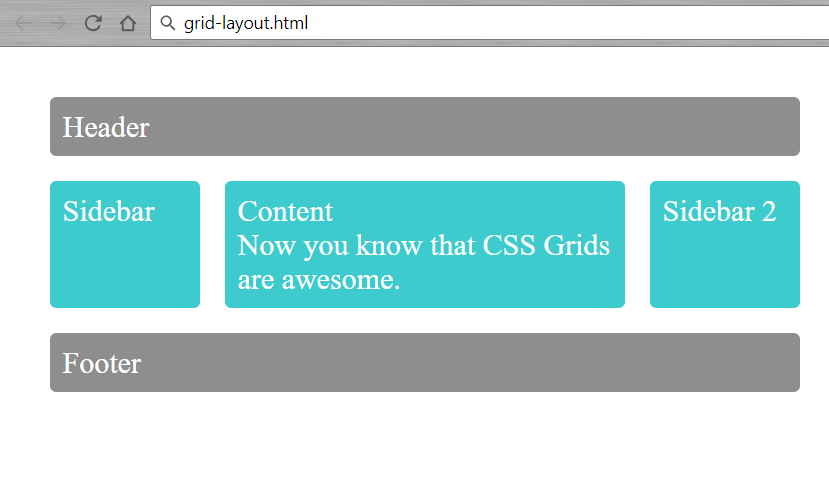 grid-layout.html
Header
Sidebar
Content
Now you know that CSS Grids
are awesome.
Sidebar 2
Footer